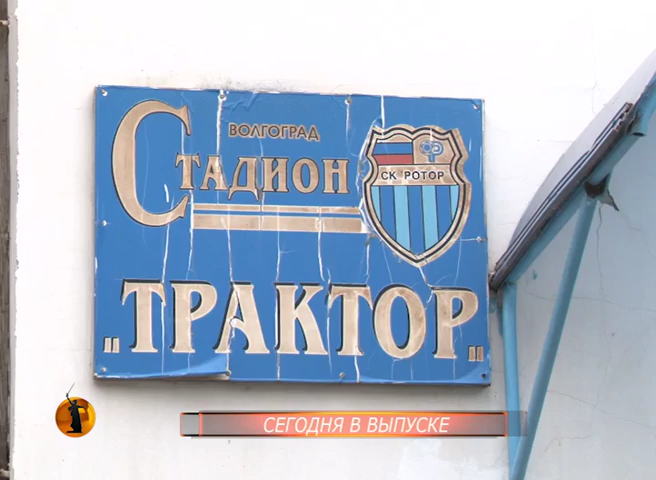 ВОЛГОГРАД
СТАДИОН
СК РОТОР
„ТРАКТОР„
СЕГОДНЯ В ВЫПУСКЕ